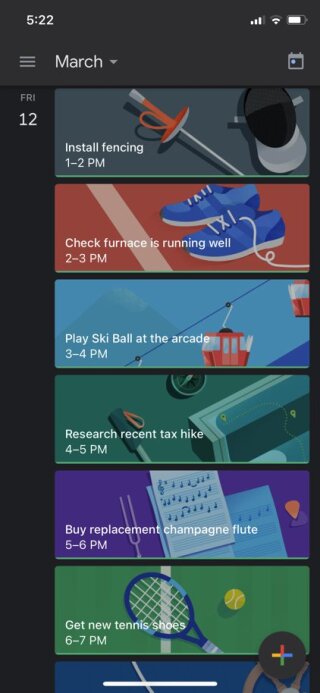 5:22
March
FRI
12
Install fencing
1–2 PM
Check furnace is running well
2–3 PM
Play Ski Ball at the arcade
3–4 PM
Research recent tax hike
4–5 PM
Buy replacement champagne flute
5–6 PM
Get new tennis shoes
6–7 PM